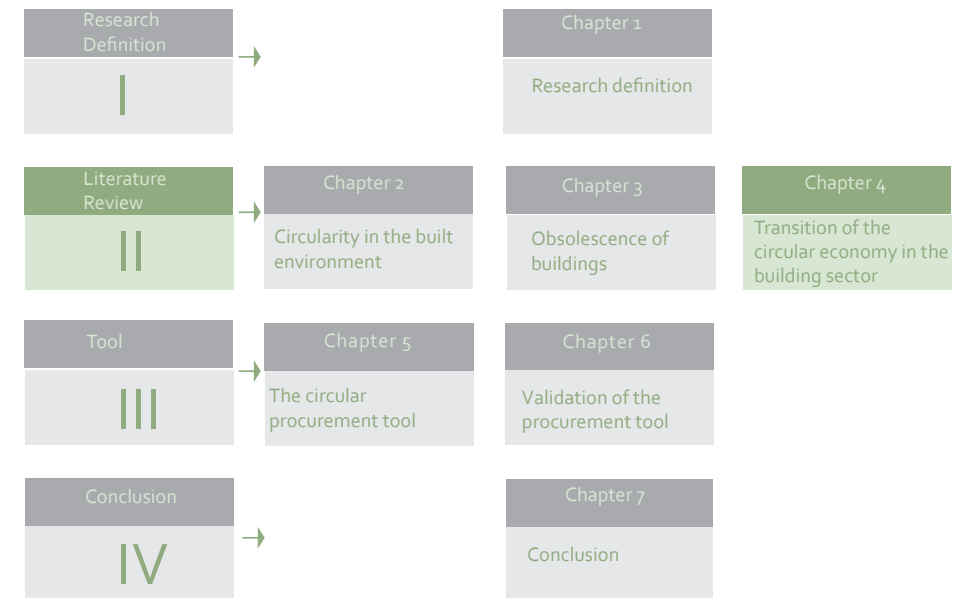 Research
Definition
I
Chapter 1
Research definition
Literature
Review
II
Chapter 2
Circularity in the built
environment
Chapter 3
Obsolescence of
buildings
Chapter 4
Transition of the
circular economy in the
building sector
Tool
III
Chapter 5
The circular
procurement tool
Chapter 6
Validation of the
procurement tool
Conclusion
IV
Chapter 7
Conclusion